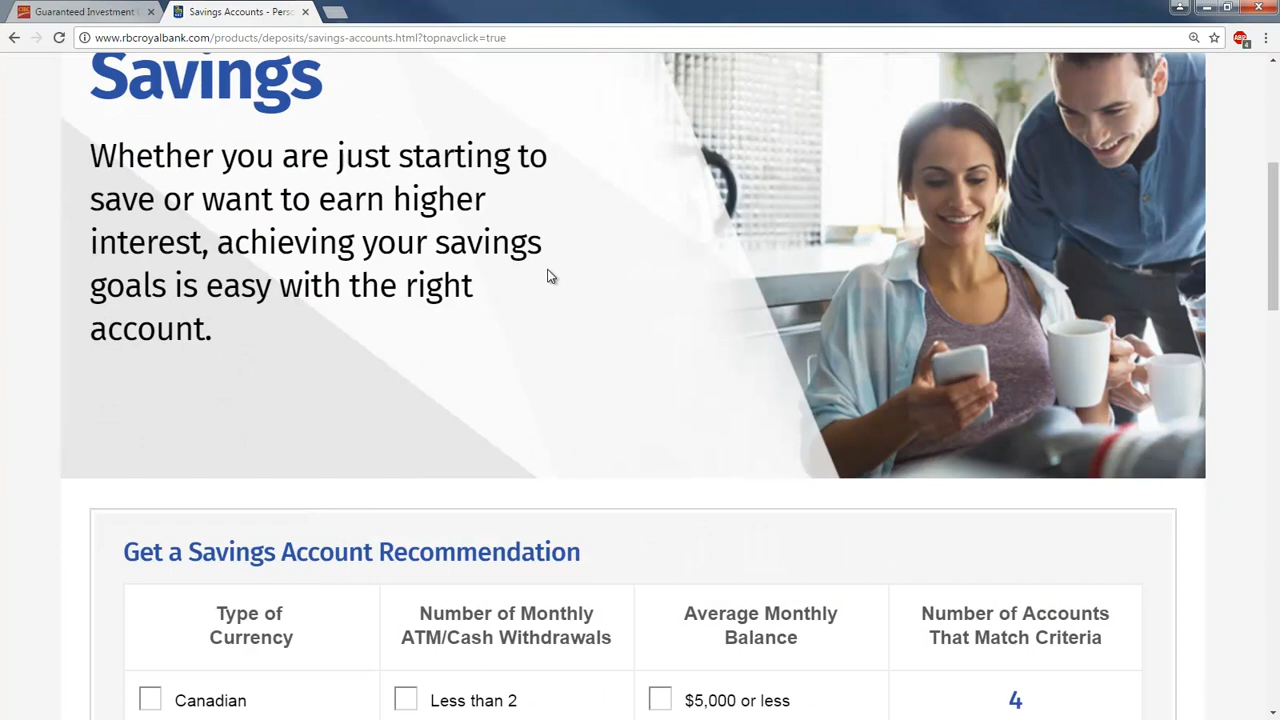 Guaranteed Investment
Savings Accounts - Perso
www.rbcroyalbank.com/products/deposits/savings-accounts.html?topnavclick=true
Savings
Whether you are just starting to
save or want to earn higher
interest, achieving your savings
goals is easy with the right
account.
Get a Savings Account Recommendation
Type of
Currency
Number of Monthly
ATM/Cash Withdrawals
Average Monthly
Balance
Number of Accounts
That Match Criteria
Canadian
Less than 2
$5,000 or less
4